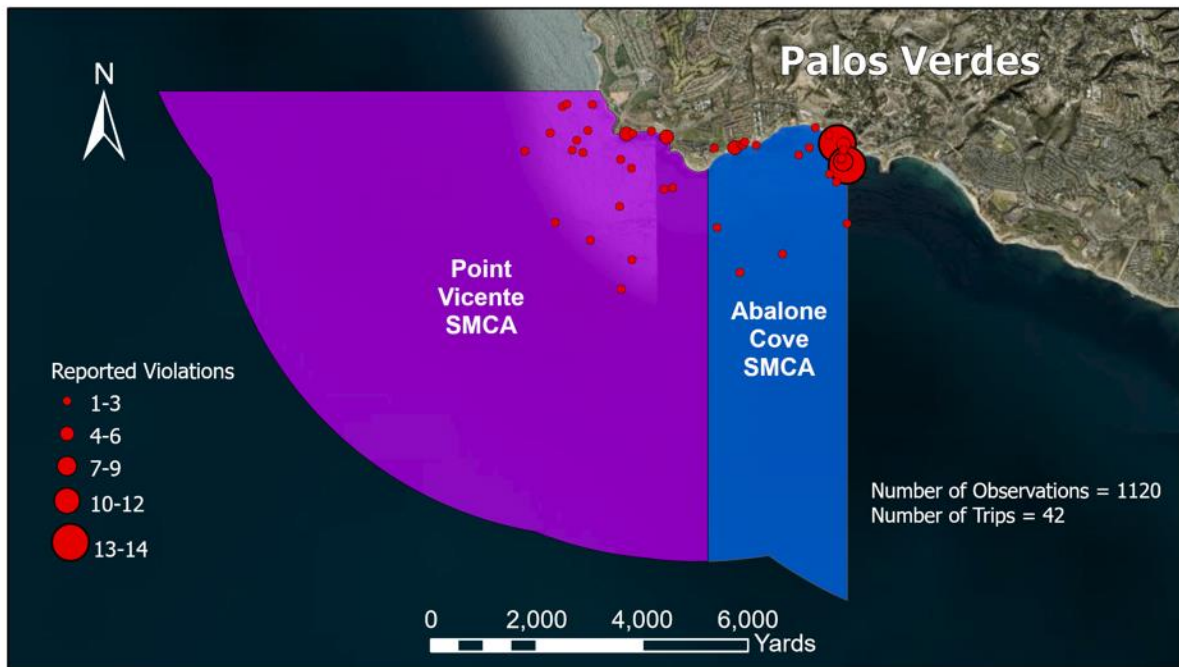 Palos Verdes
N
Point
Vicente
SMCA
Abalone
Cove
SMCA
Reported Violations
1-3
4-6
7-9
10-12
13-14
Number of Observations = 1120
Number of Trips = 42
0 2,000 4,000 6,000
Yards